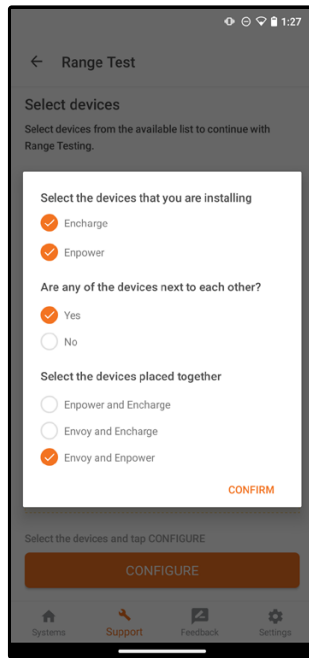 1:27
Range Test
Select devices
Select devices from the available list to continue with
Range Testing.
Select the devices that you are installing
Encharge
Enpower
Are any of the devices next to each other?
Yes
No
Select the devices placed together
Enpower and Encharge
Envoy and Encharge
Envoy and Enpower
CONFIRM
Select the devices and tap CONFIGURE
CONFIGURE
Systems
Support
Feedback
Settings